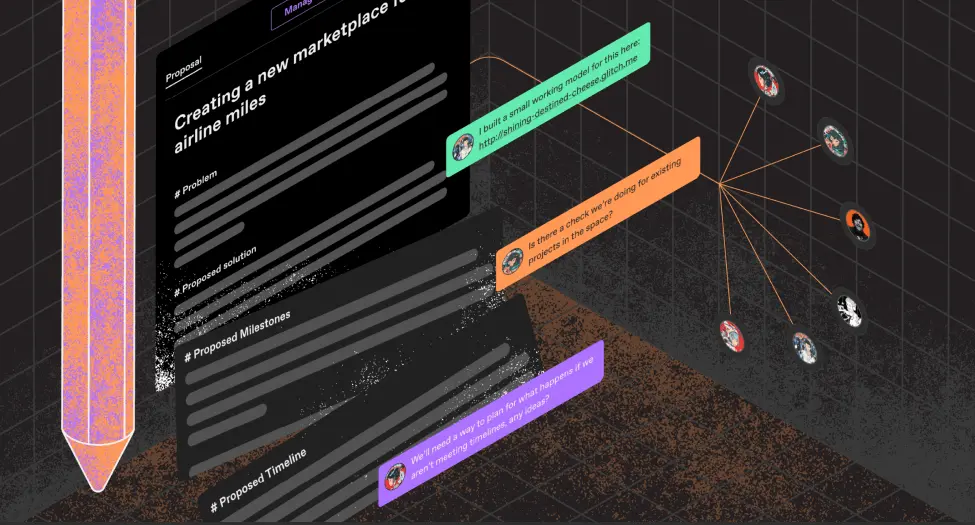 Manag
Proposal
Creating a new marketplace fo
airline miles
# Problem
# Proposed solution
# Proposed Milestones
# Proposed Timeline
I built a small working model for this here:
http://shining-destined-cheese.glitch.me
Is there a check we're doing for existing
projects in the space?
We'll need a way to plan for what happens if we
aren't meeting timelines, any ideas?